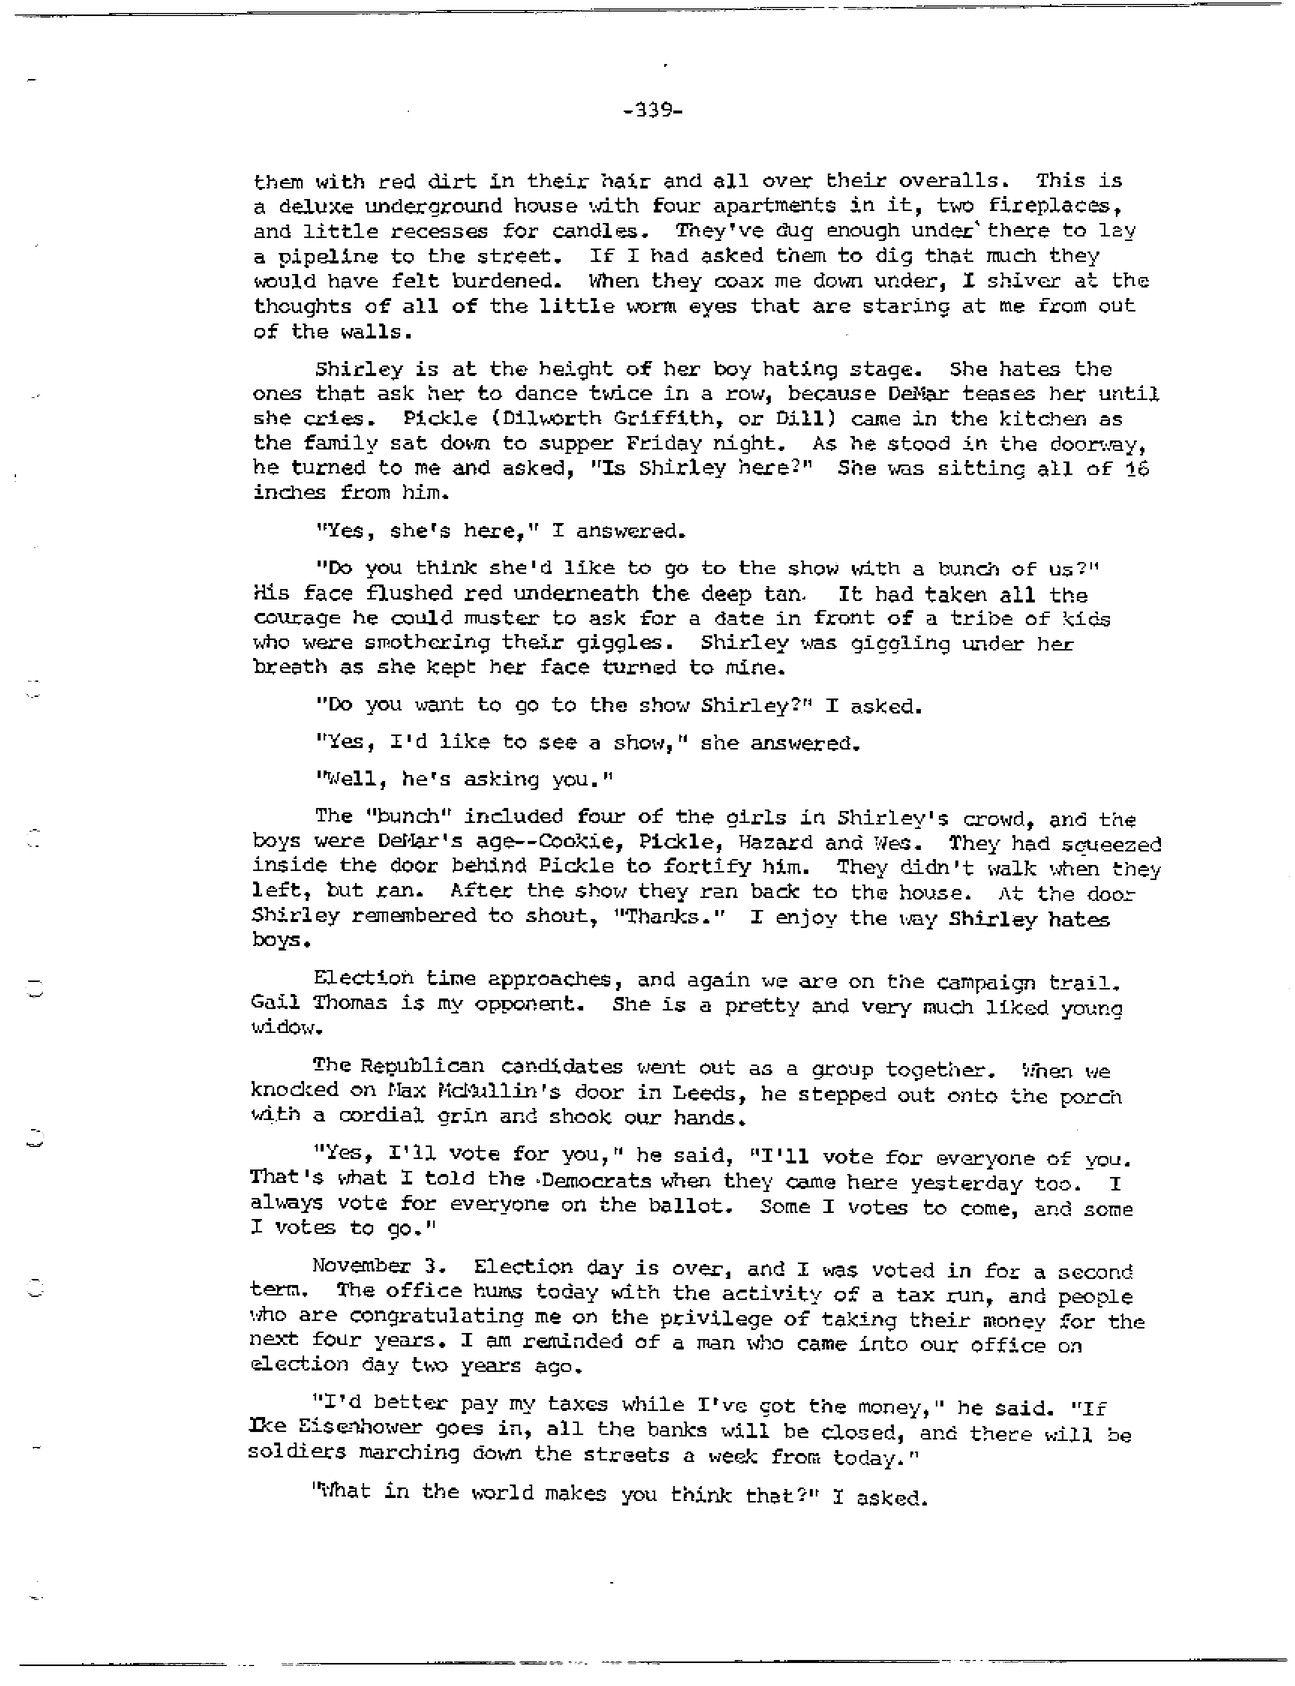 -339-
them with red dirt in their hair and all over their overalls. This is
a deluxe underground house with four apartments in it, two fireplaces,
and little recesses for candles. They've dug enough under there to lay
a pipeline to the street. If I had asked them to dig that much they
would have felt burdened. When they coax me down under, I shiver at the
thoughts of all of the little worm eyes that are staring at me from out
of the walls.
Shirley is at the height of her boy hating stage. She hates the
ones that ask her to dance twice in a row, because DeMar teases her until
she cries. Pickle (Dilworth Griffith, or Dill) came in the kitchen as
the family sat down to supper Friday night. As he stood in the doorway,
he turned to me and asked, "Is Shirley here?" She was sitting all of 16
inches from him.
"Yes, she's here," I answered.
"Do you think she'd like to go to the show with a bunch of us?"
His face flushed red underneath the deep tan. It had taken all the
courage he could muster to ask for a date in front of a tribe of kids
who were smothering their giggles. Shirley was giggling under her
breath as she kept her face turned to mine.
"Do you want to go to the show Shirley?" I asked.
"Yes, I'd like to see a show," she answered.
"Well, he's asking you."
The "bunch" included four of the girls in Shirley's crowd, and the
boys were DeMar's age--Cookie, Pickle, Hazard and Wes. They had squeezed
inside the door behind Pickle to fortify him. They didn't walk when they
left, but ran. After the show they ran back to the house. At the door
Shirley remembered to shout, "Thanks." I enjoy the way Shirley hates
boys.
Election time approaches, and again we are on the campaign trail.
Gail Thomas is my opponent. She is a pretty and very much liked young
widow.
The Republican candidates went out as a group together. When we
knocked on Max McMullin's door in Leeds, he stepped out onto the porch
with a cordial grin and shook our hands.
"Yes, I'll vote for you," he said, "I'll vote for everyone of you.
That's what I told the Democrats when they came here yesterday too. I
always vote for everyone on the ballot. Some I votes to come, and some
I votes to go."
November 3. Election day is over, and I was voted in for a second
term. The office hums today with the activity of a tax run, and people
who are congratulating me on the privilege of taking their money for the
next four years. I am reminded of a man who came into our office on
election day two years ago.
"I'd better pay my taxes while I've got the money," he said. "If
Ike Eisenhower goes in, all the banks will be closed, and there will be
soldiers marching down the streets a week from today."
"What in the world makes you think that?" I asked.